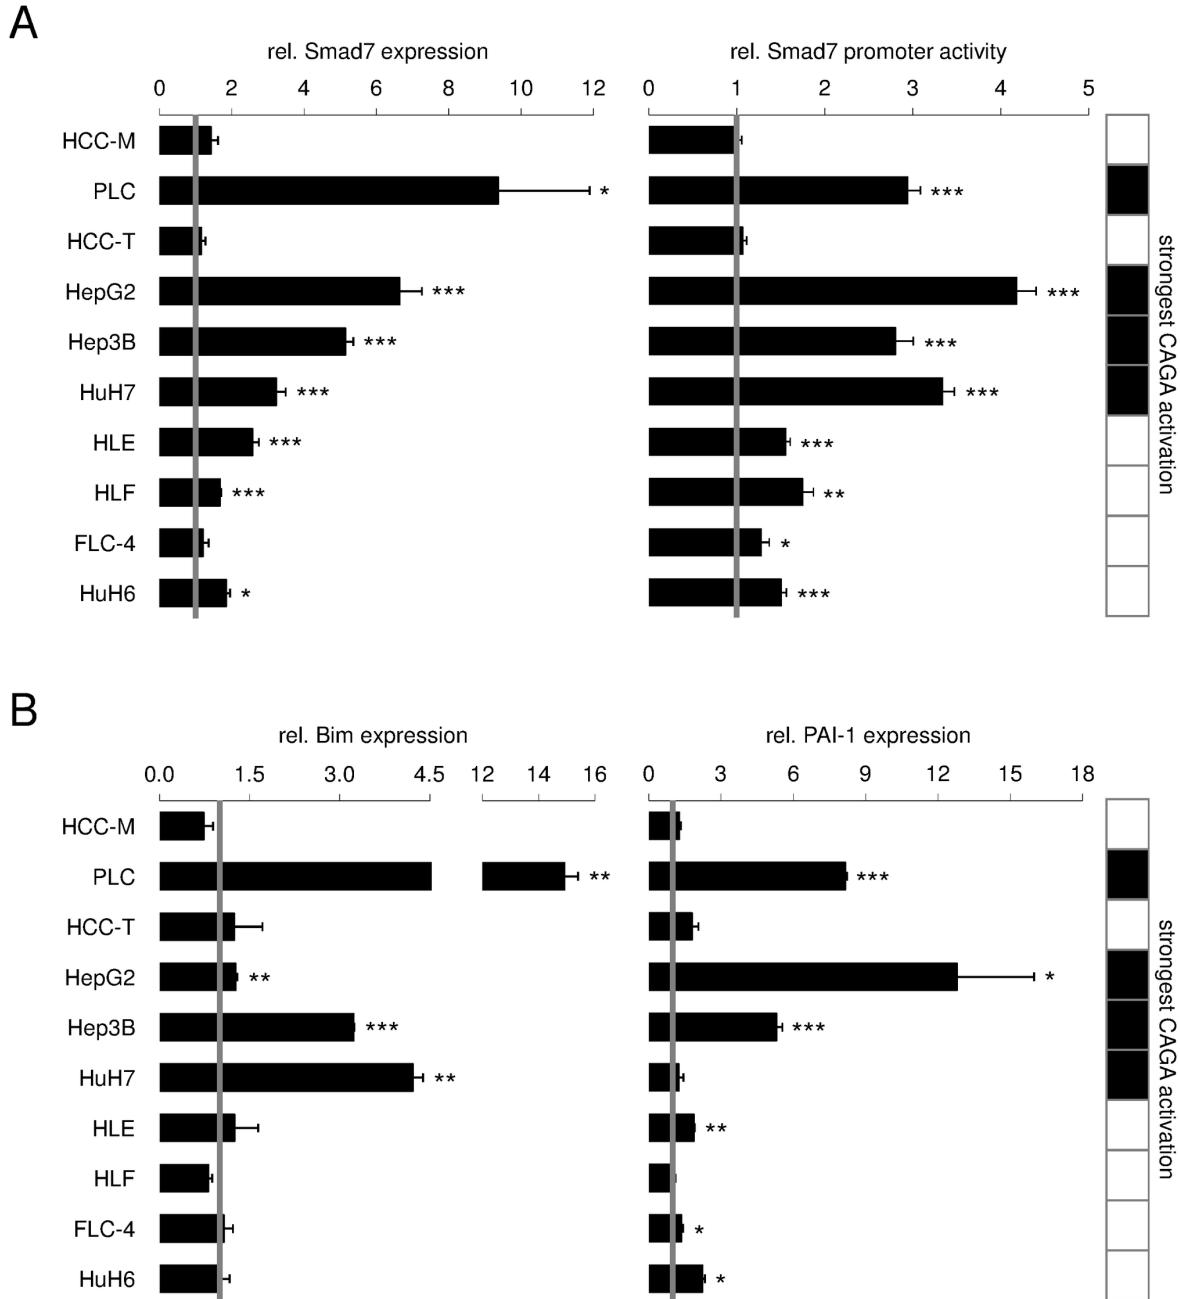 A
rel. Smad7 expression
rel. Smad7 promoter activity
0 2 4 6 8 10 12
0 1 2 3 4 5
HCC-M
PLC * ***
HCC-T
HepG2 *** ***
Hep3B *** ***
HuH7 *** ***
HLE *** ***
HLF *** **
FLC-4 *
HuH6 * ***
strongest CAGA activation
B
rel. Bim expression
rel. PAI-1 expression
0.0 1.5 3.0 4.5 12 14 16
0 3 6 9 12 15 18
HCC-M
PLC ** ***
HCC-T
HepG2 ** *
Hep3B *** ***
HuH7 **
HLE **
HLF
FLC-4 *
HuH6 *
strongest CAGA activation